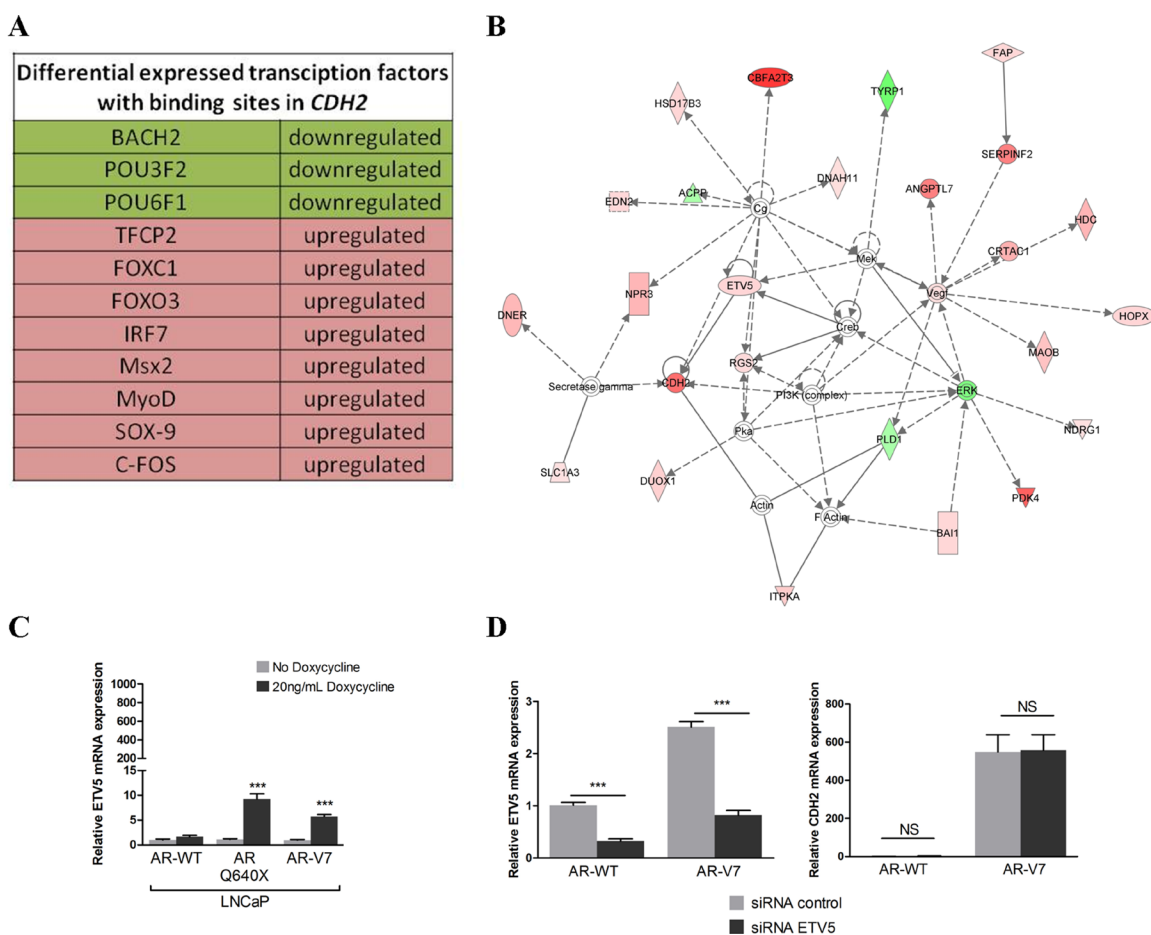 A
Differential expressed transciption factors
with binding sites in CDH2
BACH2 downregulated
POU3F2 downregulated
POU6F1 downregulated
TFCP2 upregulated
FOXC1 upregulated
FOXO3 upregulated
IRF7 upregulated
Msx2 upregulated
MyoD upregulated
SOX-9 upregulated
C-FOS upregulated
B
FAP
CBFA2T3
TYRP1
HSD17B3
SERPINF2
DNAH11
ANGPTL7
ACPP
EDN2
Cg
HDC
CRTAC1
Mek
ETV5
NPR3
Vegf
DNER
HOPX
Creb
MAOB
RGS2
CDH2
Secretase gamma
PI3K (complex)
ERK
NDRG1
Pka
PLD1
SLC1A3
DUOX1
PDK4
Actin
F Actin
BAI1
ITPKA
C
No Doxycycline
20ng/mL Doxycycline
Relative ETV5 mRNA expression
1000
800
600
400
200
15
10
5
0
***
***
AR-WT
AR
Q640X
AR-V7
LNCaP
D
Relative ETV5 mRNA expression
3
2
1
0
***
***
AR-WT
AR-V7
Relative CDH2 mRNA expression
800
600
400
200
0
NS
NS
AR-WT
AR-V7
siRNA control
siRNA ETV5